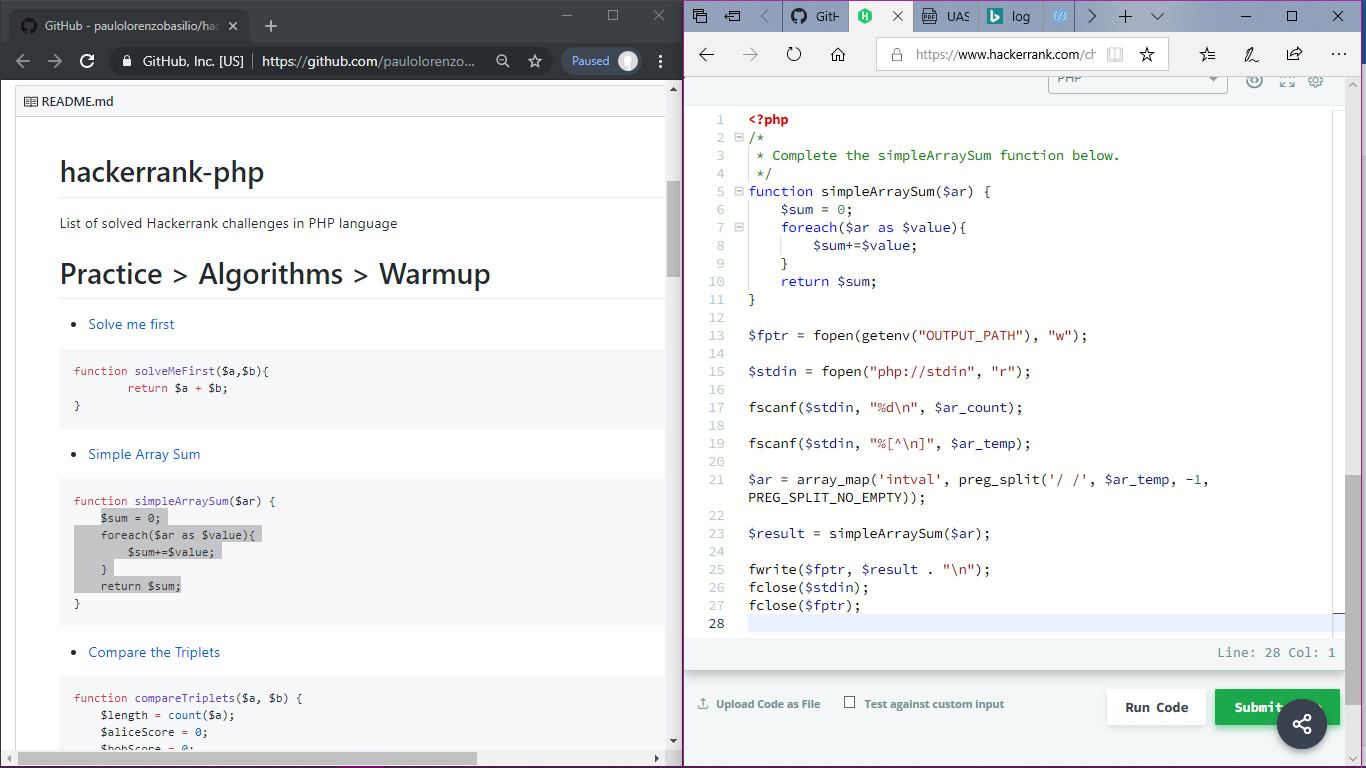 GitHub - paulolorenzobasilio/hac
GitHub, Inc. [US]
https://github.com/paulolorenzo...
Paused
README.md
hackerrank-php
List of solved Hackerrank challenges in PHP language
Practice > Algorithms > Warmup
Solve me first
function solveMeFirst($a,$b){
return $a + $b;
}
Simple Array Sum
function simpleArraySum($ar) {
$sum = 0;
foreach($ar as $value){
$sum+=$value;
}
return $sum;
}
Compare the Triplets
function compareTriplets($a, $b) {
$length = count($a);
$aliceScore = 0;
$bobScore = 0;
GitH
PDF UAS
log
https://www.hackerrank.com/ch
PHP
1 <?php
2 /*
3 * Complete the simpleArraySum function below.
4 */
5 function simpleArraySum($ar) {
6 $sum = 0;
7 foreach($ar as $value){
8 $sum+=$value;
9 }
10 return $sum;
11 }
12
13 $fptr = fopen(getenv("OUTPUT_PATH"), "w");
14
15 $stdin = fopen("php://stdin", "r");
16
17 fscanf($stdin, "%d\n", $ar_count);
18
19 fscanf($stdin, "%[^\n]", $ar_temp);
20
21 $ar = array_map('intval', preg_split('/ /', $ar_temp, -1,
PREG_SPLIT_NO_EMPTY));
22
23 $result = simpleArraySum($ar);
24
25 fwrite($fptr, $result . "\n");
26 fclose($stdin);
27 fclose($fptr);
28
Line: 28 Col: 1
Upload Code as File
Test against custom input
Run Code
Submit